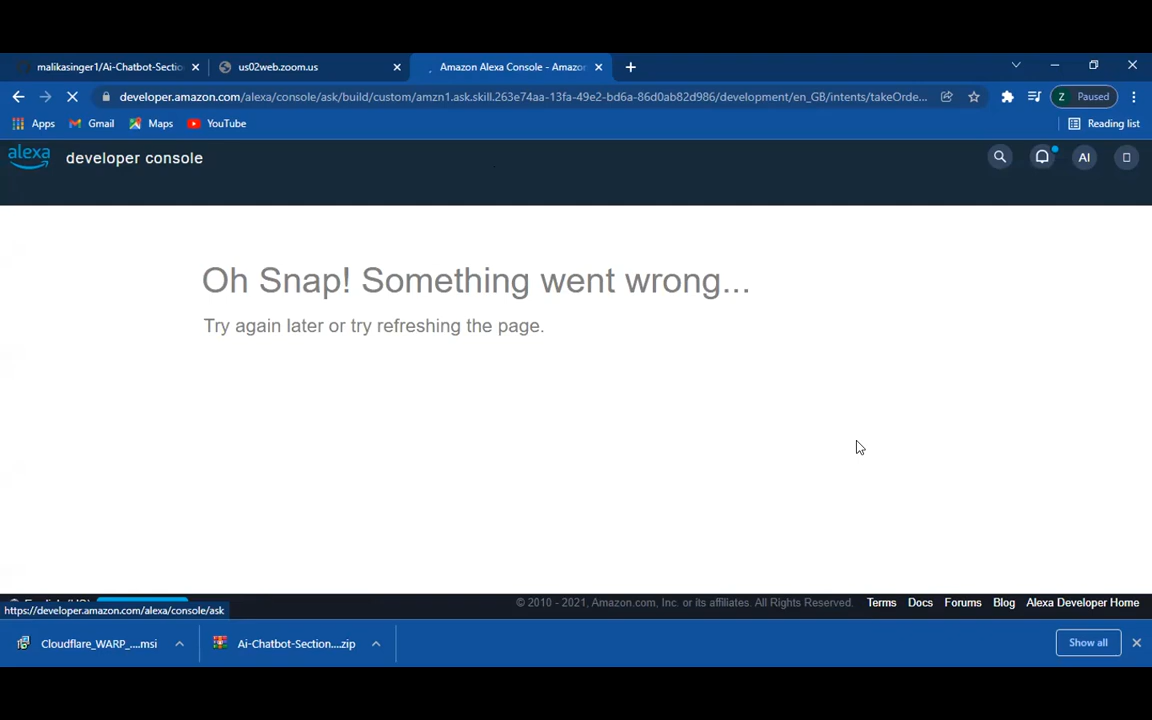 malikasinger1/Ai-Chatbot-Sectio
us02web.zoom.us
Amazon Alexa Console - Amazo
developer.amazon.com/alexa/console/ask/build/custom/amzn1.ask.skill.263e74aa-13fa-49e2-bd6a-86d0ab82d986/development/en_GB/intents/takeOrde...
Z Paused
Apps Gmail Maps YouTube Reading list
alexa developer console AI
Oh Snap! Something went wrong...
Try again later or try refreshing the page.
© 2010 - 2021, Amazon.com, Inc. or its affiliates. All Rights Reserved. Terms Docs Forums Blog Alexa Developer Home
https://developer.amazon.com/alexa/console/ask
Cloudflare_WARP_....msi
Ai-Chatbot-Section....zip
Show all